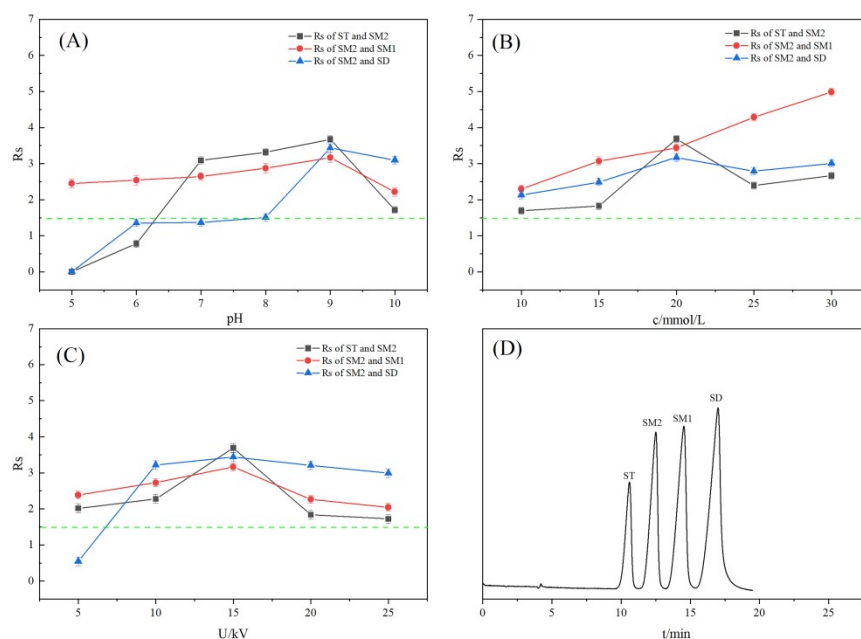 (A)
Rs of ST and SM2
Rs of SM2 and SM1
Rs of SM2 and SD
Rs
7
6
5
4
3
2
1
0
5 6 7 8 9 10
pH
(B)
Rs of ST and SM2
Rs of SM2 and SM1
Rs of SM2 and SD
Rs
7
6
5
4
3
2
1
0
10 15 20 25 30
c/mmol/L
(C)
Rs of ST and SM2
Rs of SM2 and SM1
Rs of SM2 and SD
Rs
7
6
5
4
3
2
1
0
5 10 15 20 25
U/kV
(D)
ST
SM2
SM1
SD
0 5 10 15 20 25
t/min